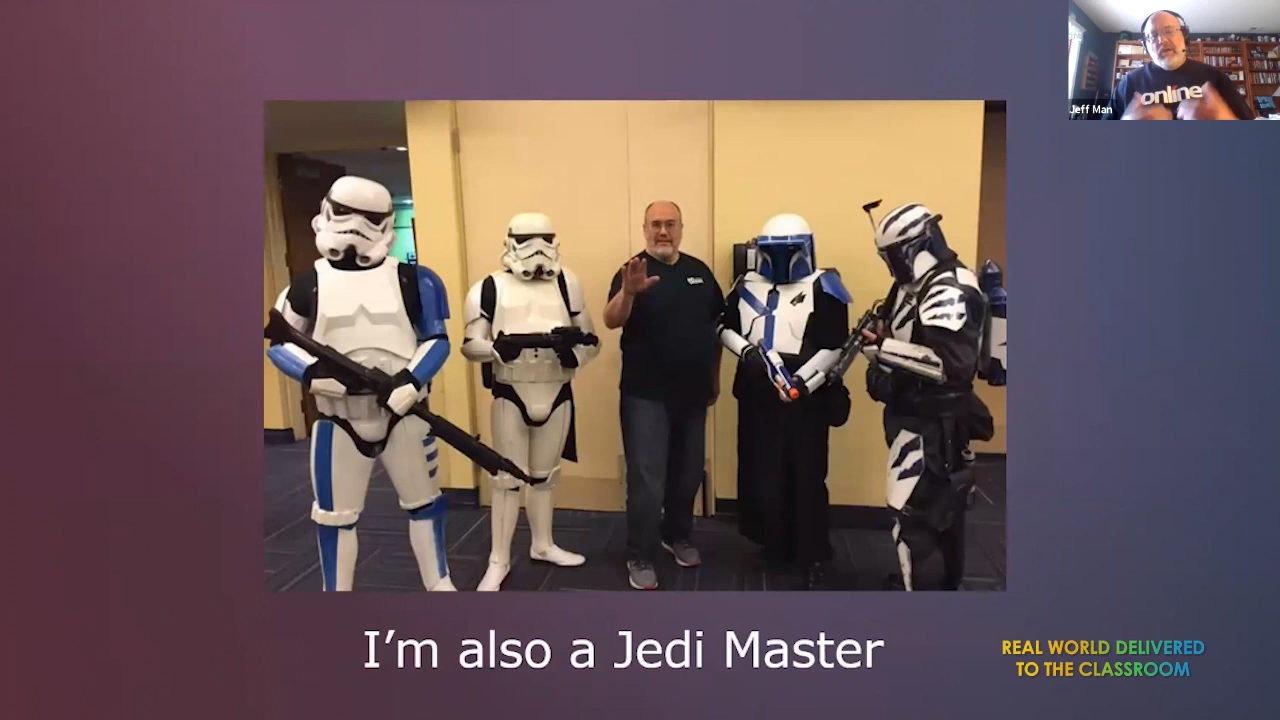 online
Jeff Man
I'm also a Jedi Master
REAL WORLD DELIVERED
TO THE CLASSROOM